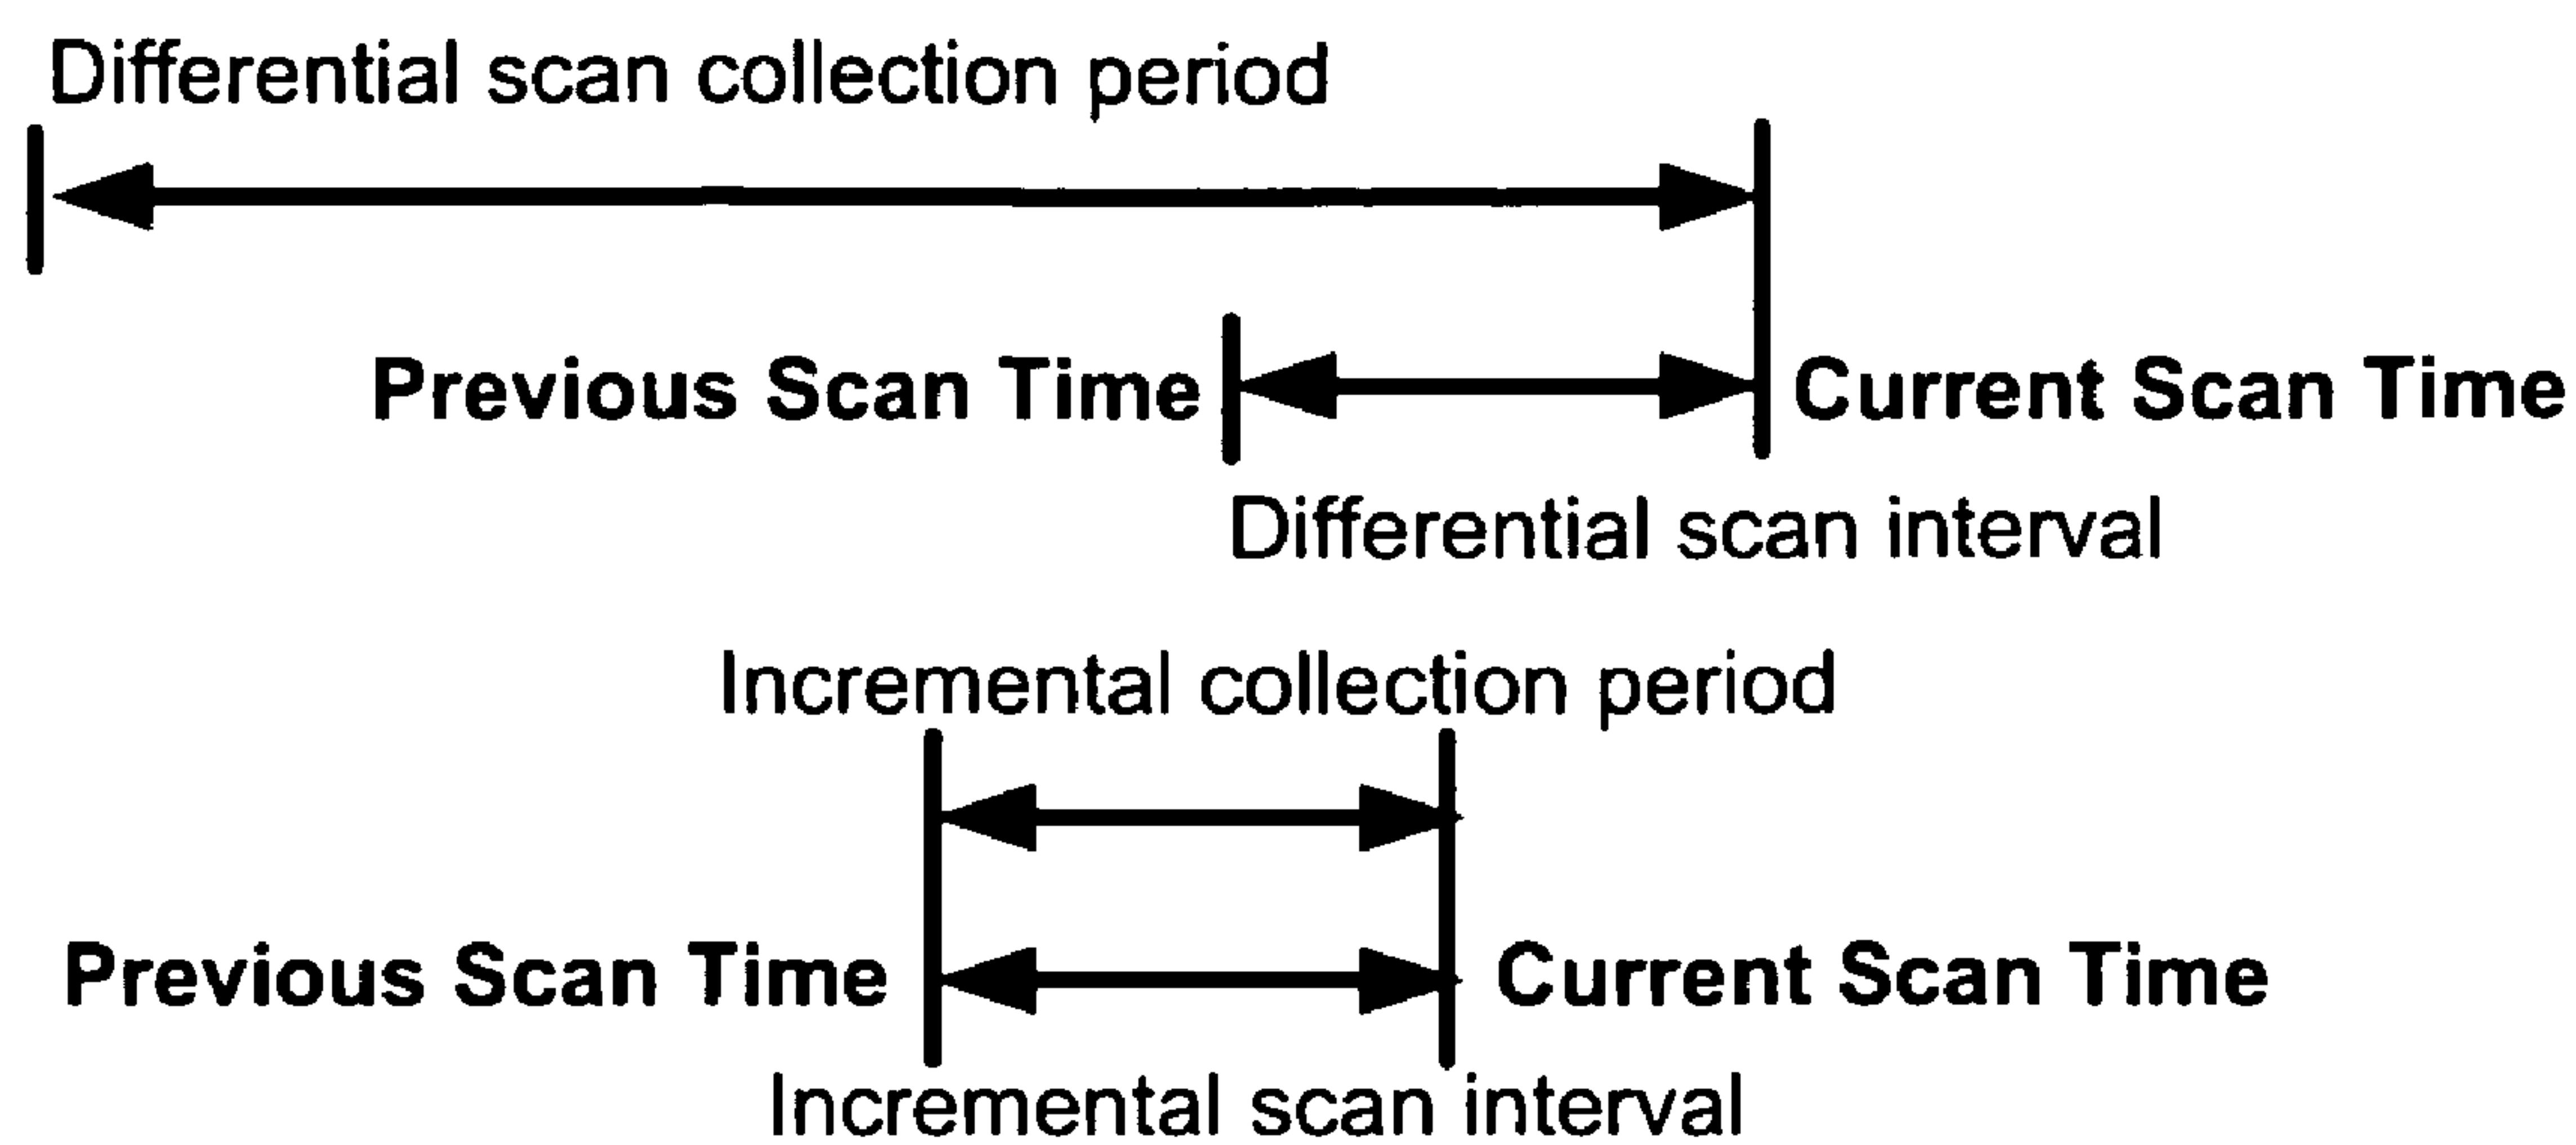 Differential scan collection period
Previous Scan Time Current Scan Time
Differential scan interval
Incremental collection period
Previous Scan Time Current Scan Time
Incremental scan interval